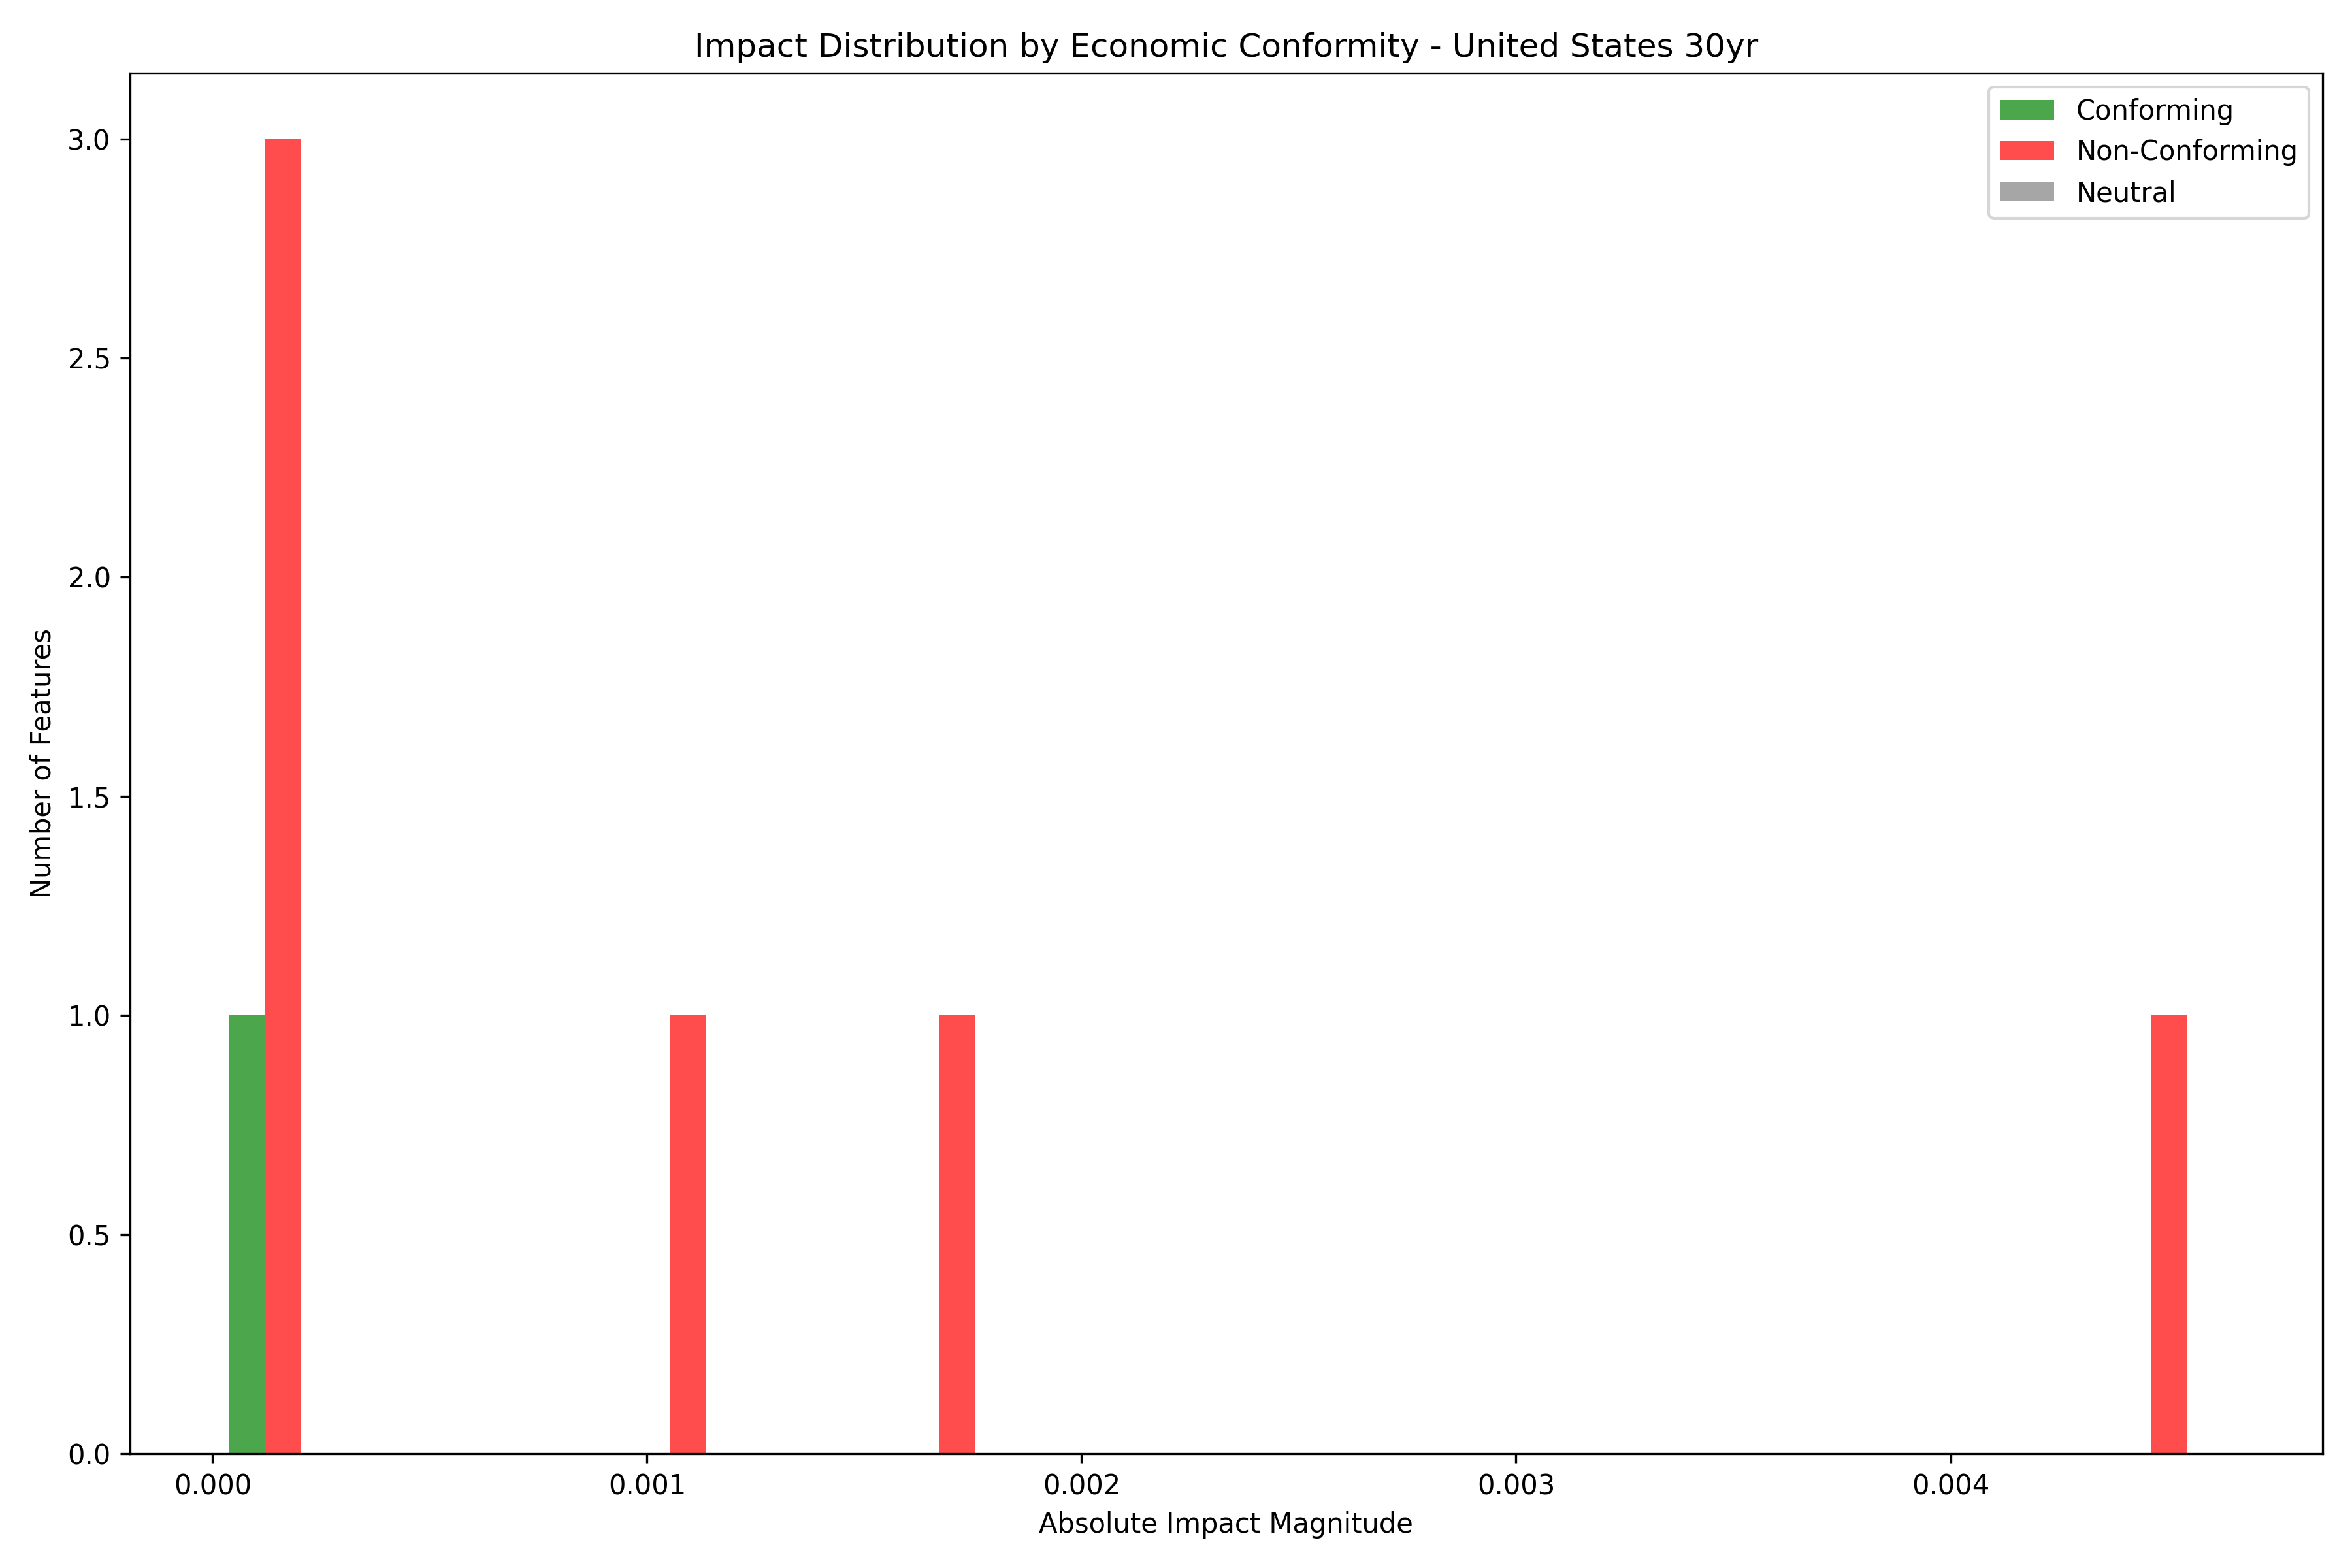 Impact Distribution by Economic Conformity - United States 30yr
Conforming
Non-Conforming
Neutral
3.0
2.5
2.0
1.5
1.0
0.5
0.0
Number of Features
0.000 0.001 0.002 0.003 0.004
Absolute Impact Magnitude